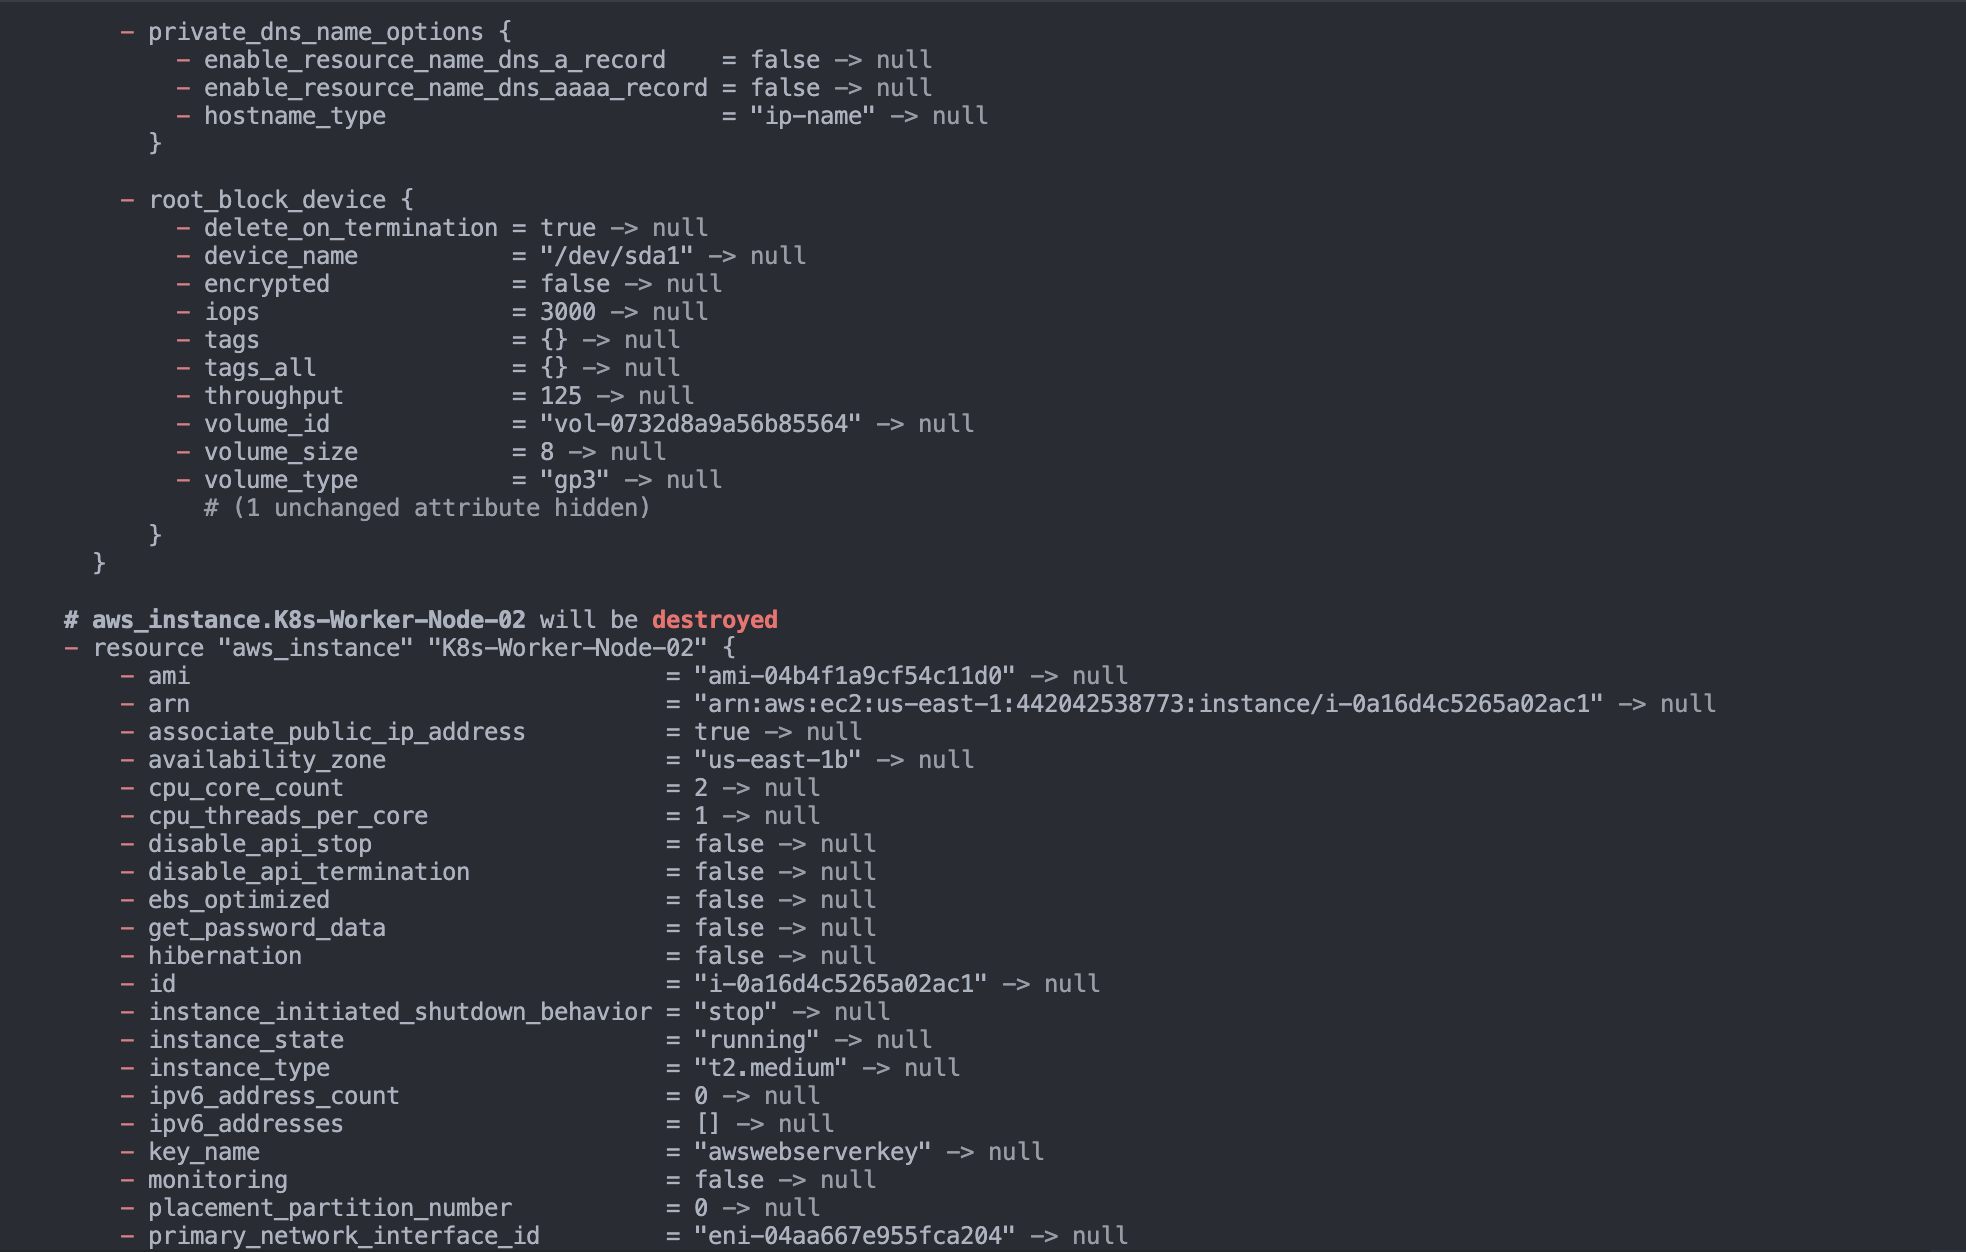 - private_dns_name_options {
- enable_resource_name_dns_a_record    = false -> null
- enable_resource_name_dns_aaaa_record = false -> null
- hostname_type                        = "ip-name" -> null
}
- root_block_device {
- delete_on_termination = true -> null
- device_name           = "/dev/sda1" -> null
- encrypted             = false -> null
- iops                  = 3000 -> null
- tags                  = {} -> null
- tags_all              = {} -> null
- throughput            = 125 -> null
- volume_id             = "vol-0732d8a9a56b85564" -> null
- volume_size           = 8 -> null
- volume_type           = "gp3" -> null
# (1 unchanged attribute hidden)
}
}
# aws_instance.K8s-Worker-Node-02 will be destroyed
- resource "aws_instance" "K8s-Worker-Node-02" {
- ami                                  = "ami-04b4f1a9cf54c11d0" -> null
- arn                                  = "arn:aws:ec2:us-east-1:442042538773:instance/i-0a16d4c5265a02ac1" -> null
- associate_public_ip_address          = true -> null
- availability_zone                    = "us-east-1b" -> null
- cpu_core_count                       = 2 -> null
- cpu_threads_per_core                 = 1 -> null
- disable_api_stop                     = false -> null
- disable_api_termination              = false -> null
- ebs_optimized                        = false -> null
- get_password_data                    = false -> null
- hibernation                          = false -> null
- id                                   = "i-0a16d4c5265a02ac1" -> null
- instance_initiated_shutdown_behavior = "stop" -> null
- instance_state                       = "running" -> null
- instance_type                        = "t2.medium" -> null
- ipv6_address_count                   = 0 -> null
- ipv6_addresses                       = [] -> null
- key_name                             = "awswebserverkey" -> null
- monitoring                           = false -> null
- placement_partition_number           = 0 -> null
- primary_network_interface_id         = "eni-04aa667e955fca204" -> null